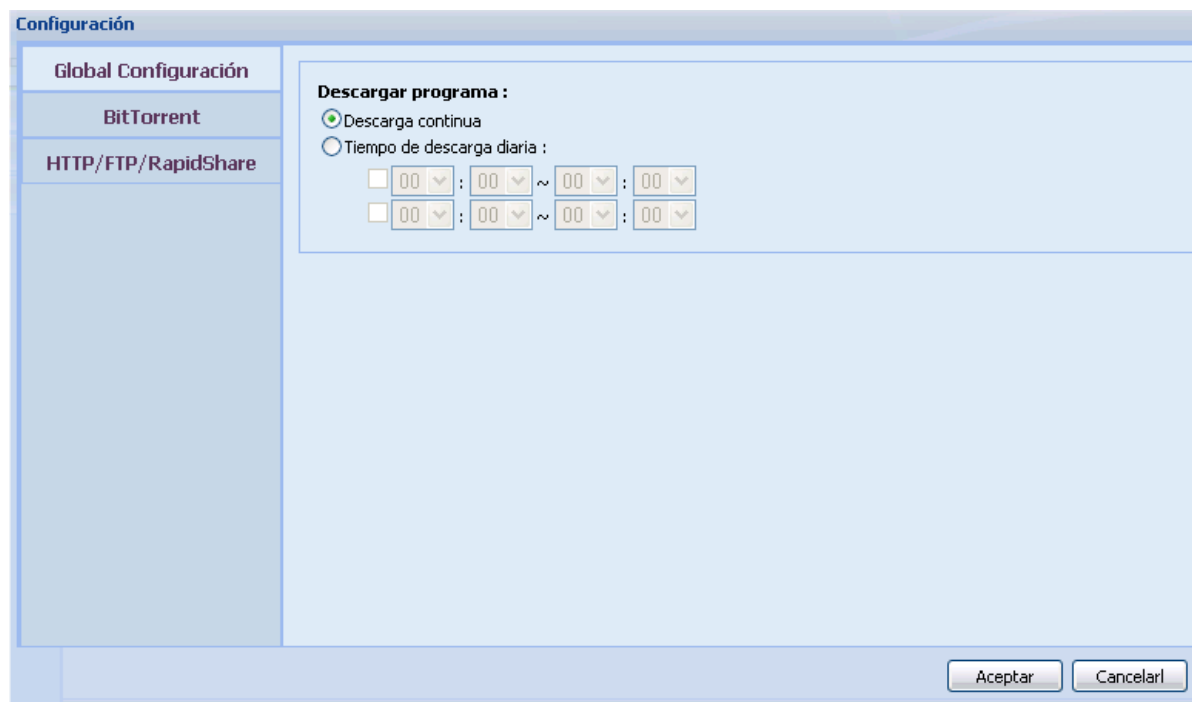 Configuración
Global Configuración
BitTorrent
HTTP/FTP/RapidShare
Descargar programa :
Descarga continua
Tiempo de descarga diaria :
00 : 00 ~ 00 : 00
00 : 00 ~ 00 : 00
Aceptar Cancelarl